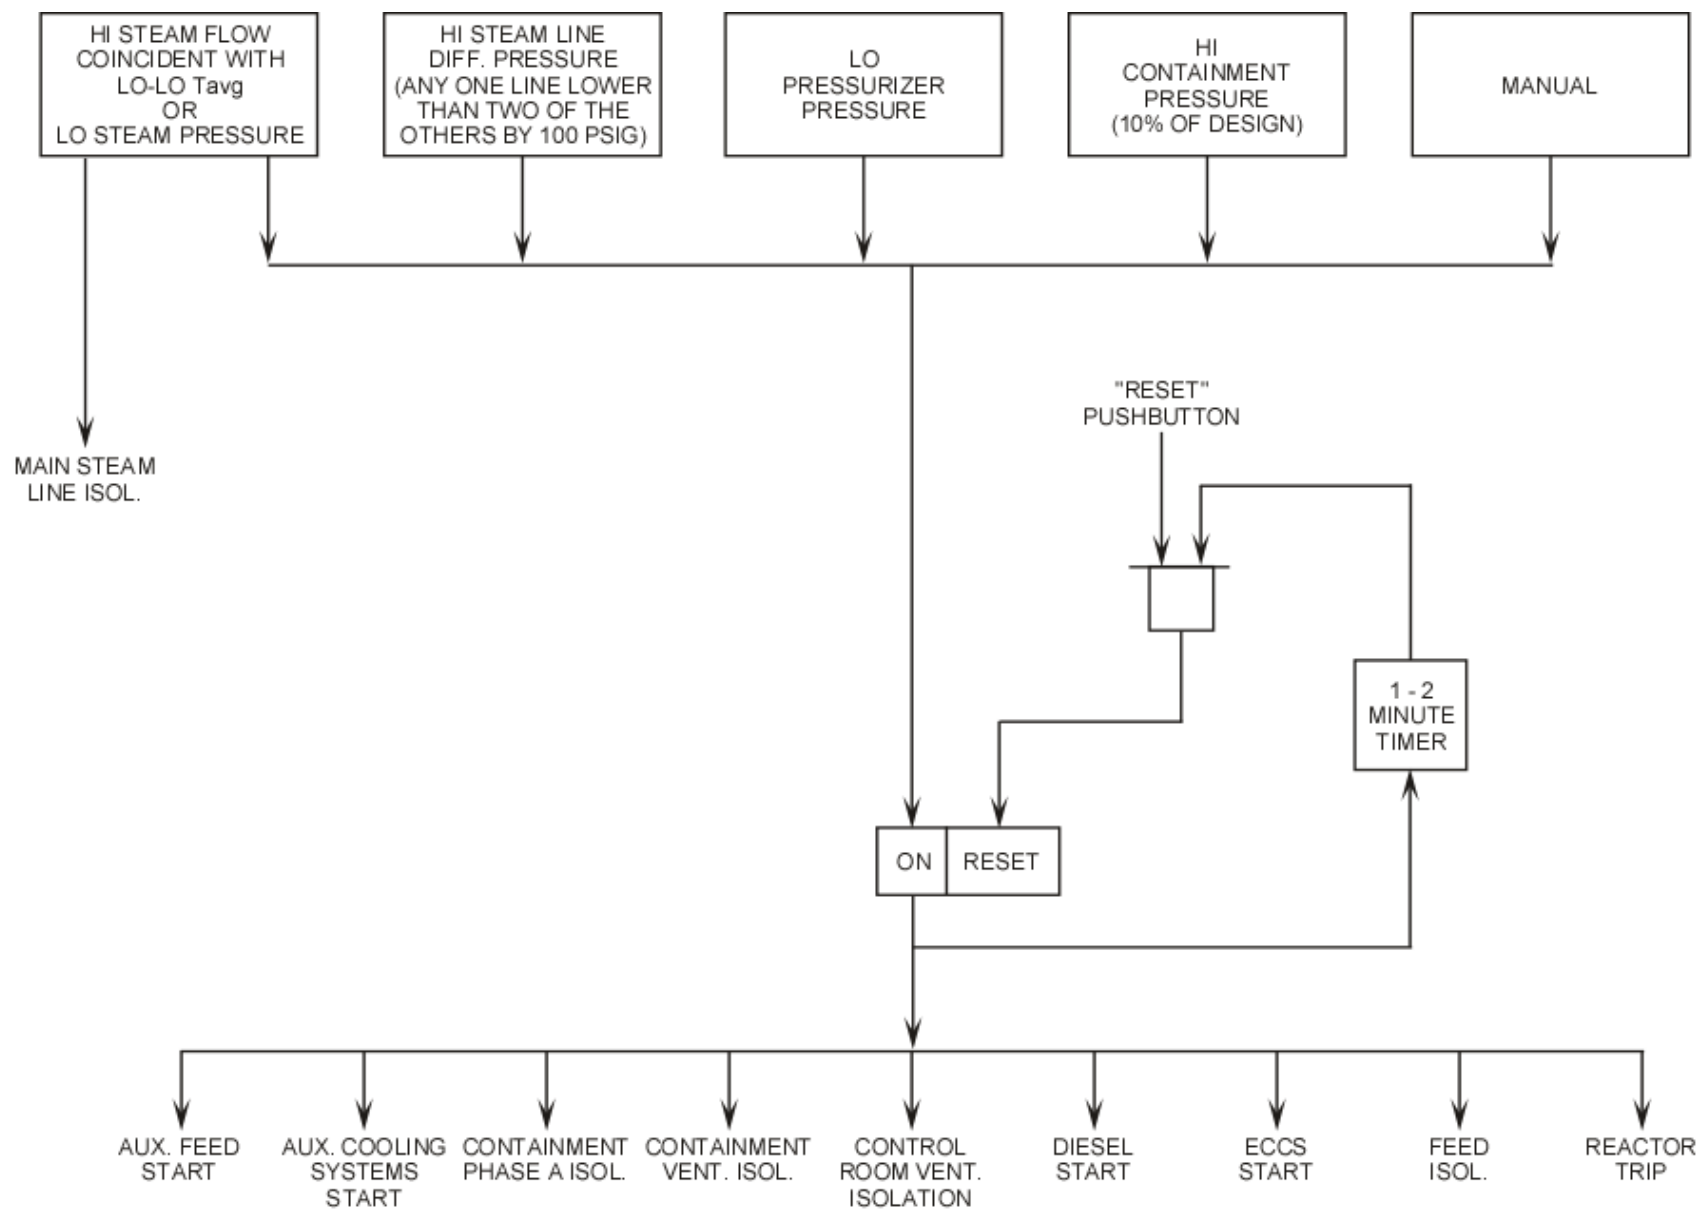 HI STEAM FLOW
COINCIDENT WITH
LO-LO Tavg
OR
LO STEAM PRESSURE
HI STEAM LINE
DIFF. PRESSURE
(ANY ONE LINE LOWER
THAN TWO OF THE
OTHERS BY 100 PSIG)
LO
PRESSURIZER
PRESSURE
HI
CONTAINMENT
PRESSURE
(10% OF DESIGN)
MANUAL
MAIN STEAM
LINE ISOL.
"RESET"
PUSHBUTTON
1 - 2
MINUTE
TIMER
ON
RESET
AUX. FEED
START
AUX. COOLING
SYSTEMS
START
CONTAINMENT
PHASE A ISOL.
CONTAINMENT
VENT. ISOL.
CONTROL
ROOM VENT.
ISOLATION
DIESEL
START
ECCS
START
FEED
ISOL.
REACTOR
TRIP